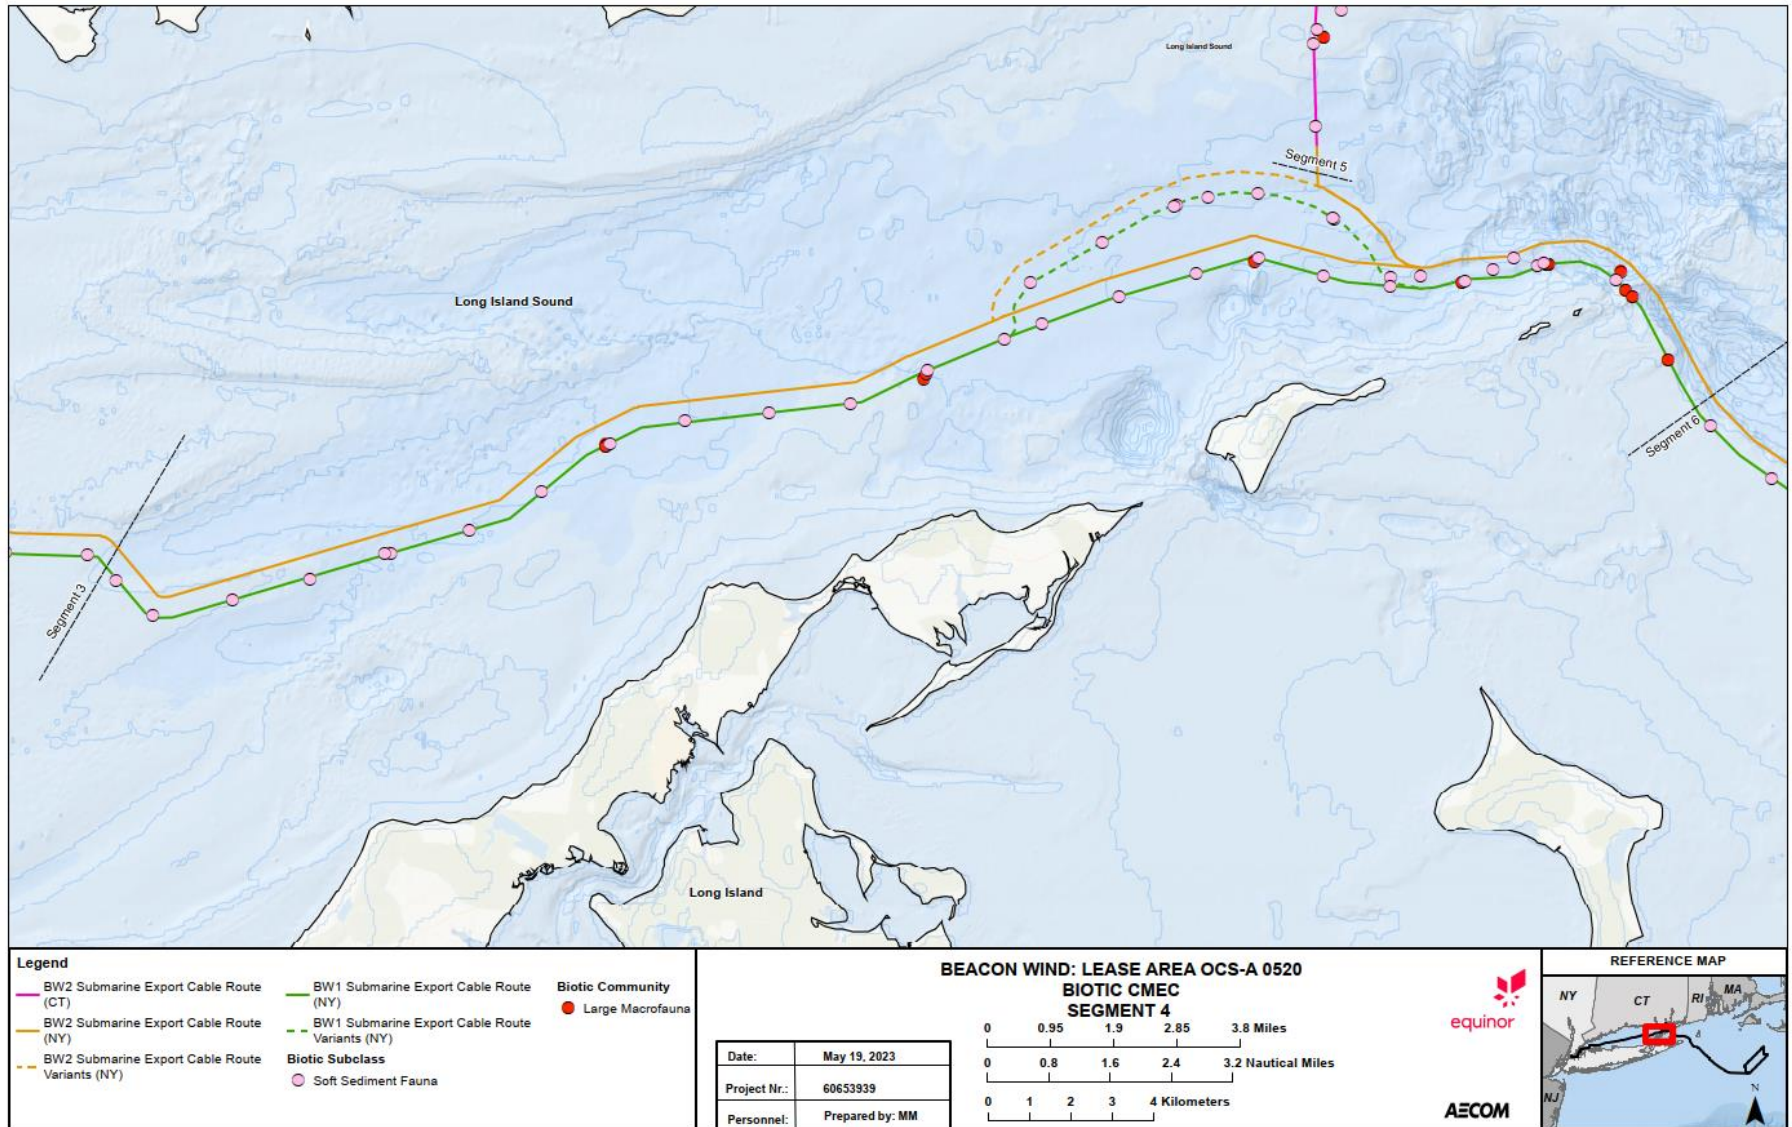 Long Island Sound
Segment 5
Long Island Sound
Segment 6
Segment 3
Long Island
Legend
BW2 Submarine Export Cable Route
(CT)
BW2 Submarine Export Cable Route
(NY)
BW2 Submarine Export Cable Route
Variants (NY)
BW1 Submarine Export Cable Route
(NY)
BW1 Submarine Export Cable Route
Variants (NY)
Biotic Subclass
Soft Sediment Fauna
Biotic Community
Large Macrofauna
Date: May 19, 2023
Project Nr.: 60653939
Personnel: Prepared by: MM
BEACON WIND: LEASE AREA OCS-A 0520
BIOTIC CMEC
SEGMENT 4
0 0.95 1.9 2.85 3.8 Miles
0 0.8 1.6 2.4 3.2 Nautical Miles
0 1 2 3 4 Kilometers
equinor
AECOM
REFERENCE MAP
NY CT RI MA
NJ
N